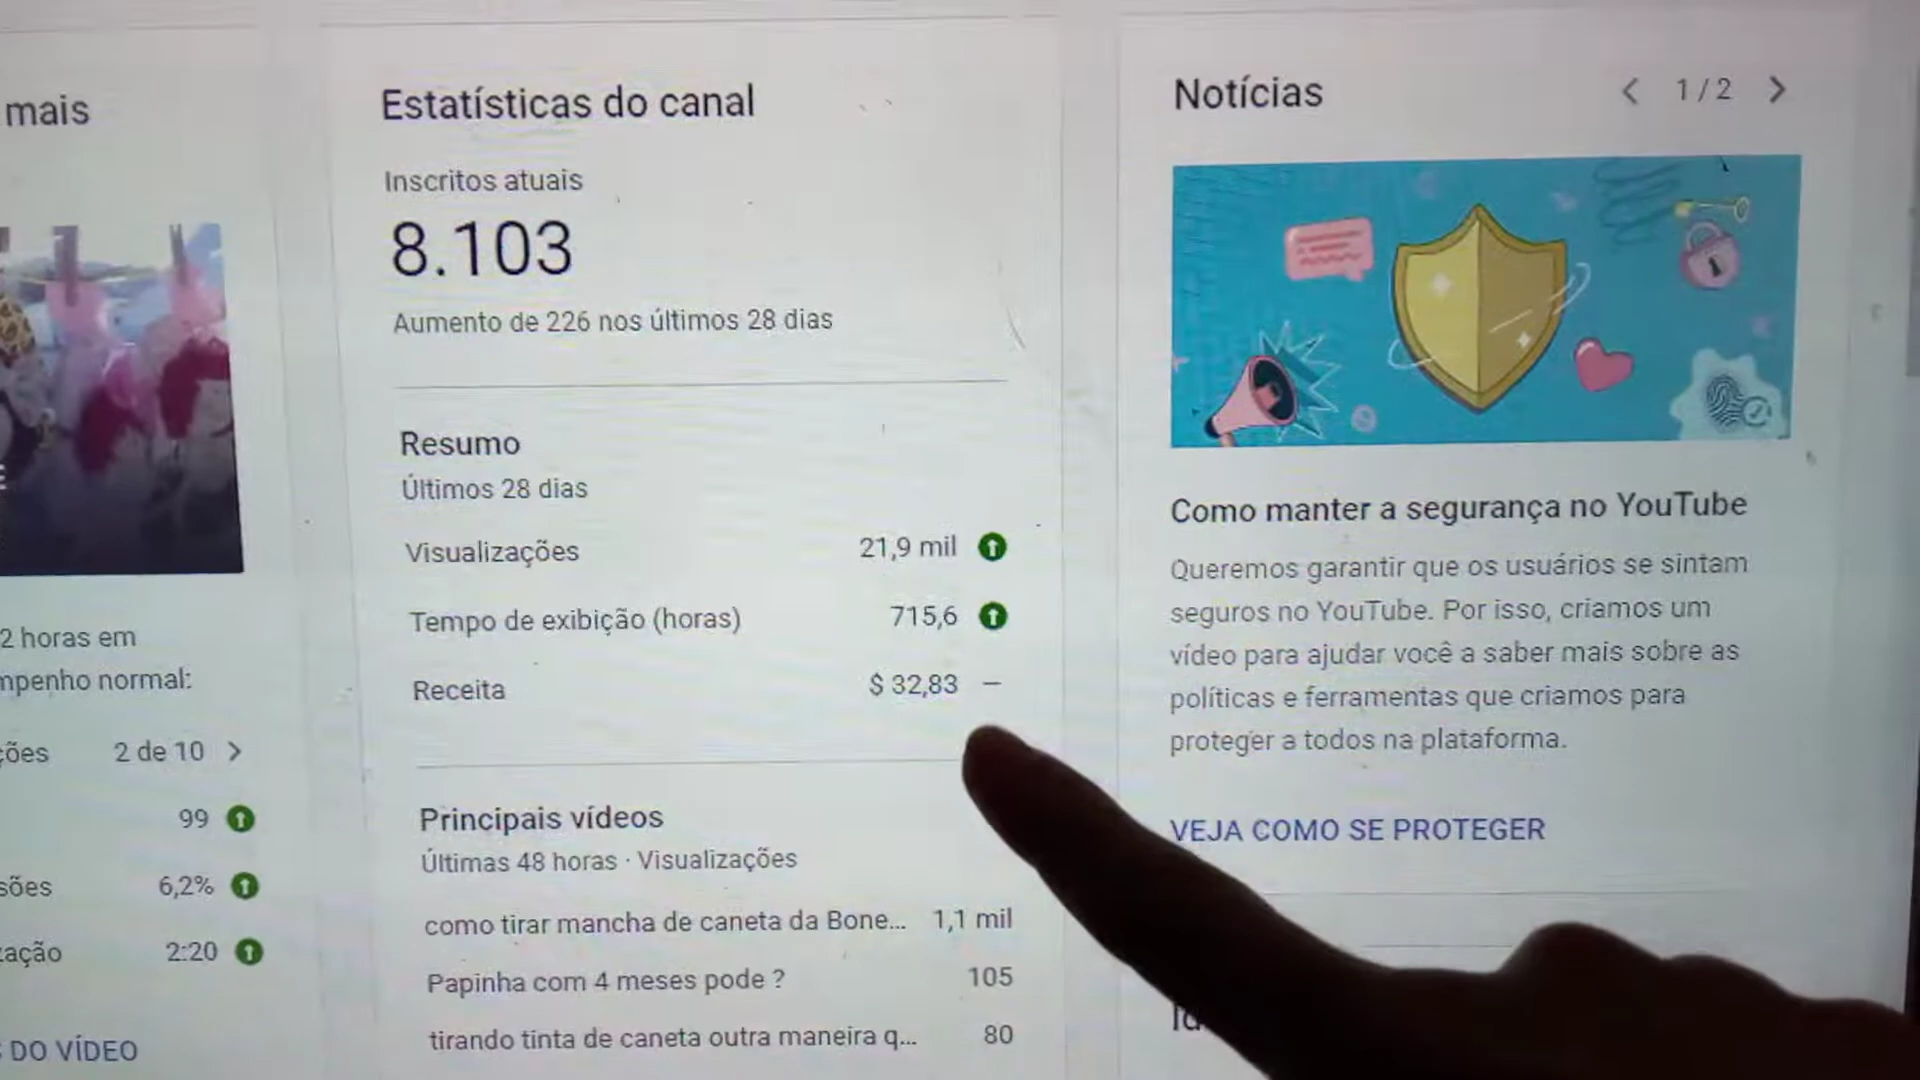 mais
2 horas em
mpenho normal:
ções 2 de 10
99
sões 6,2%
zação 2:20
DO VÍDEO
Estatísticas do canal
Inscritos atuais
8.103
Aumento de 226 nos últimos 28 dias
Resumo
Últimos 28 dias
Visualizações 21,9 mil
Tempo de exibição (horas) 715,6
Receita $ 32,83 –
Principais vídeos
Últimas 48 horas · Visualizações
como tirar mancha de caneta da Bone... 1,1 mil
Papinha com 4 meses pode ? 105
tirando tinta de caneta outra maneira q... 80
Notícias 1 / 2
Como manter a segurança no YouTube
Queremos garantir que os usuários se sintam
seguros no YouTube. Por isso, criamos um
vídeo para ajudar você a saber mais sobre as
políticas e ferramentas que criamos para
proteger a todos na plataforma.
VEJA COMO SE PROTEGER